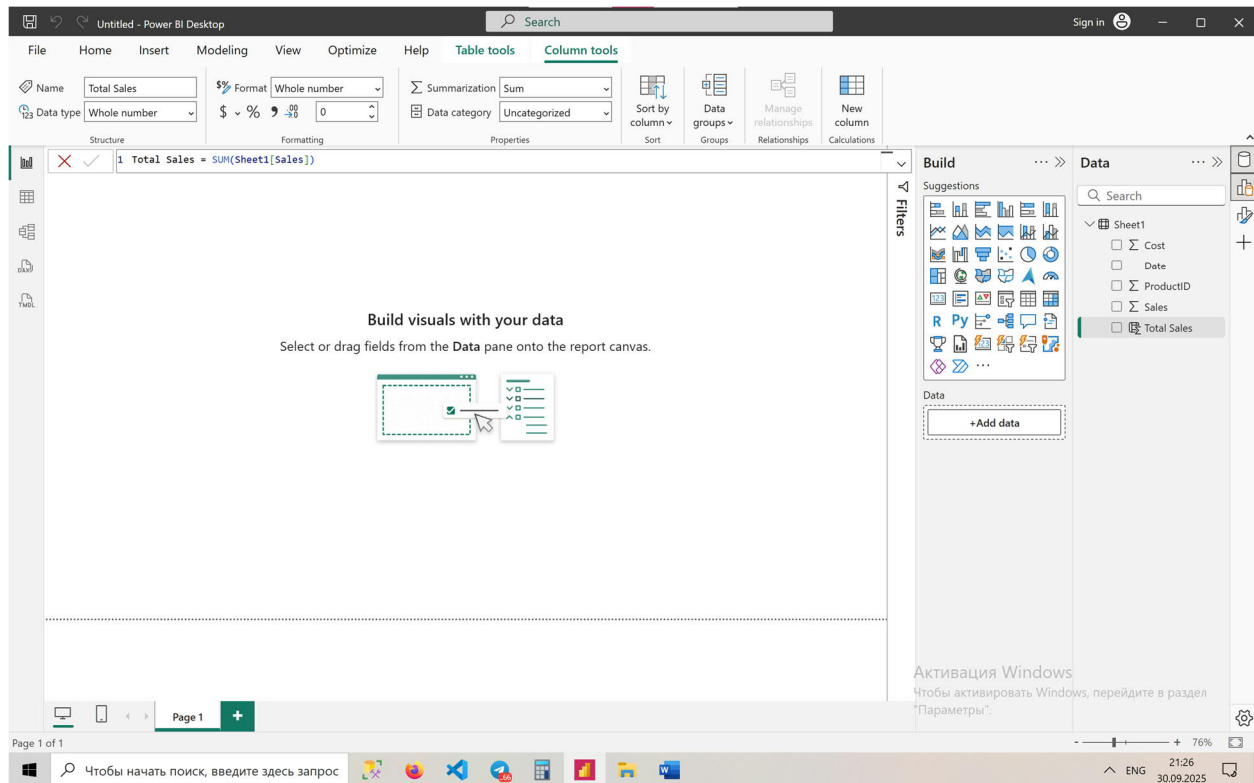 Untitled - Power BI Desktop
Search
Sign in
File Home Insert Modeling View Optimize Help Table tools Column tools
Name Total Sales
Data type Whole number
Structure
$% Format Whole number
$ % 0
Formatting
Summarization Sum
Data category Uncategorized
Properties
Sort by column
Sort
Data groups
Groups
Manage relationships
Relationships
New column
Calculations
1 Total Sales = SUM(Sheet1[Sales])
Filters
Build
Suggestions
123
R Py
Data
+Add data
Data
Search
Sheet1
Cost
Date
ProductID
Sales
Total Sales
DAX
TMDL
Build visuals with your data
Select or drag fields from the Data pane onto the report canvas.
Активация Windows
Чтобы активировать Windows, перейдите в раздел
"Параметры".
Page 1
Page 1 of 1
- + 76%
Чтобы начать поиск, введите здесь запрос
ENG
21:26
30.09.2025